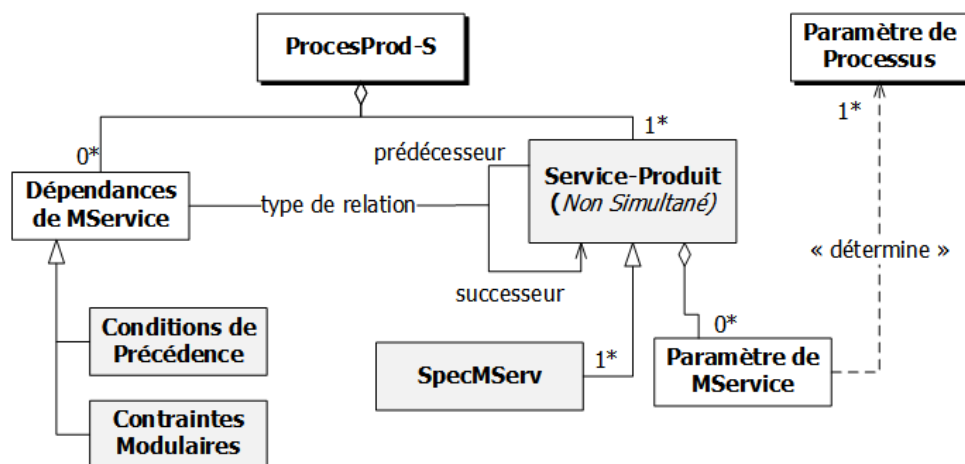 ProcesProd-S
Paramètre de
Processus
1*
0*
1*
prédécesseur
Dépendances
de MService
type de relation
Service-Produit
(Non Simultané)
« détermine »
successeur
Conditions de
Précédence
0*
SpecMServ
1*
Paramètre de
MService
Contraintes
Modulaires